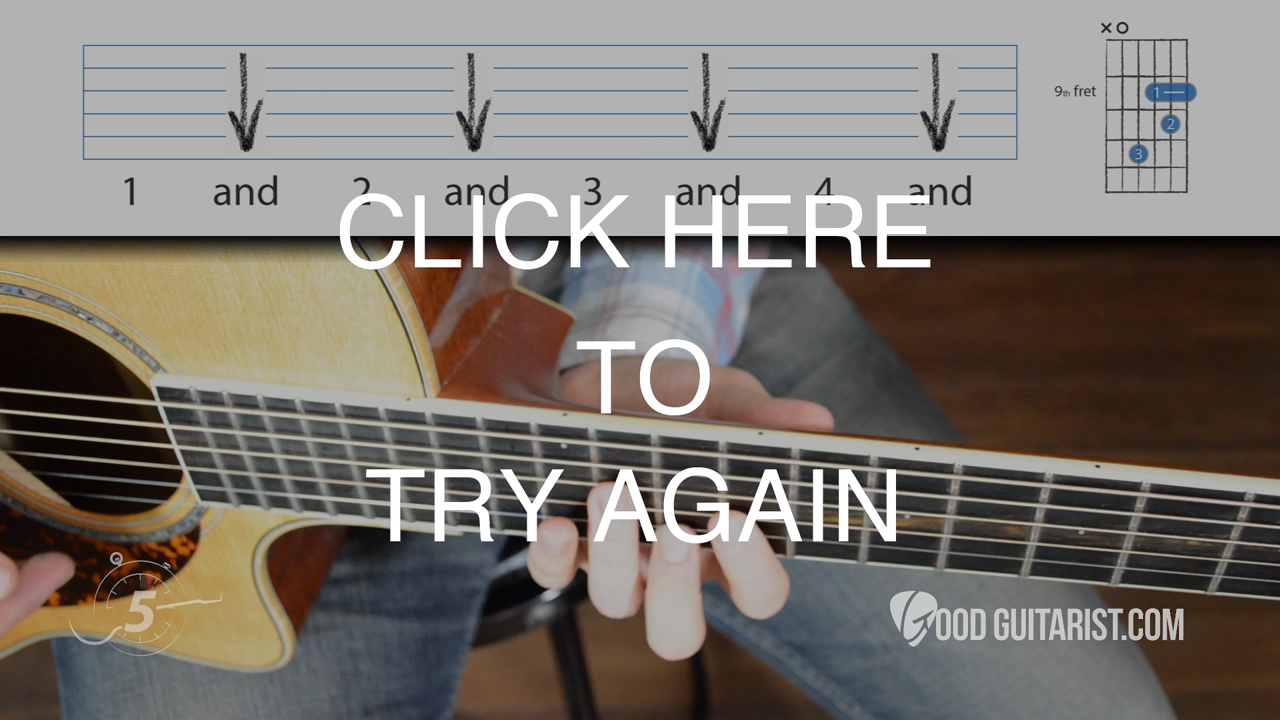 × O
9th fret
1
2
3
1 and 2 and 3 and 4 and
CLICK HERE
TO
TRY AGAIN
5
GOOD GUITARIST.COM